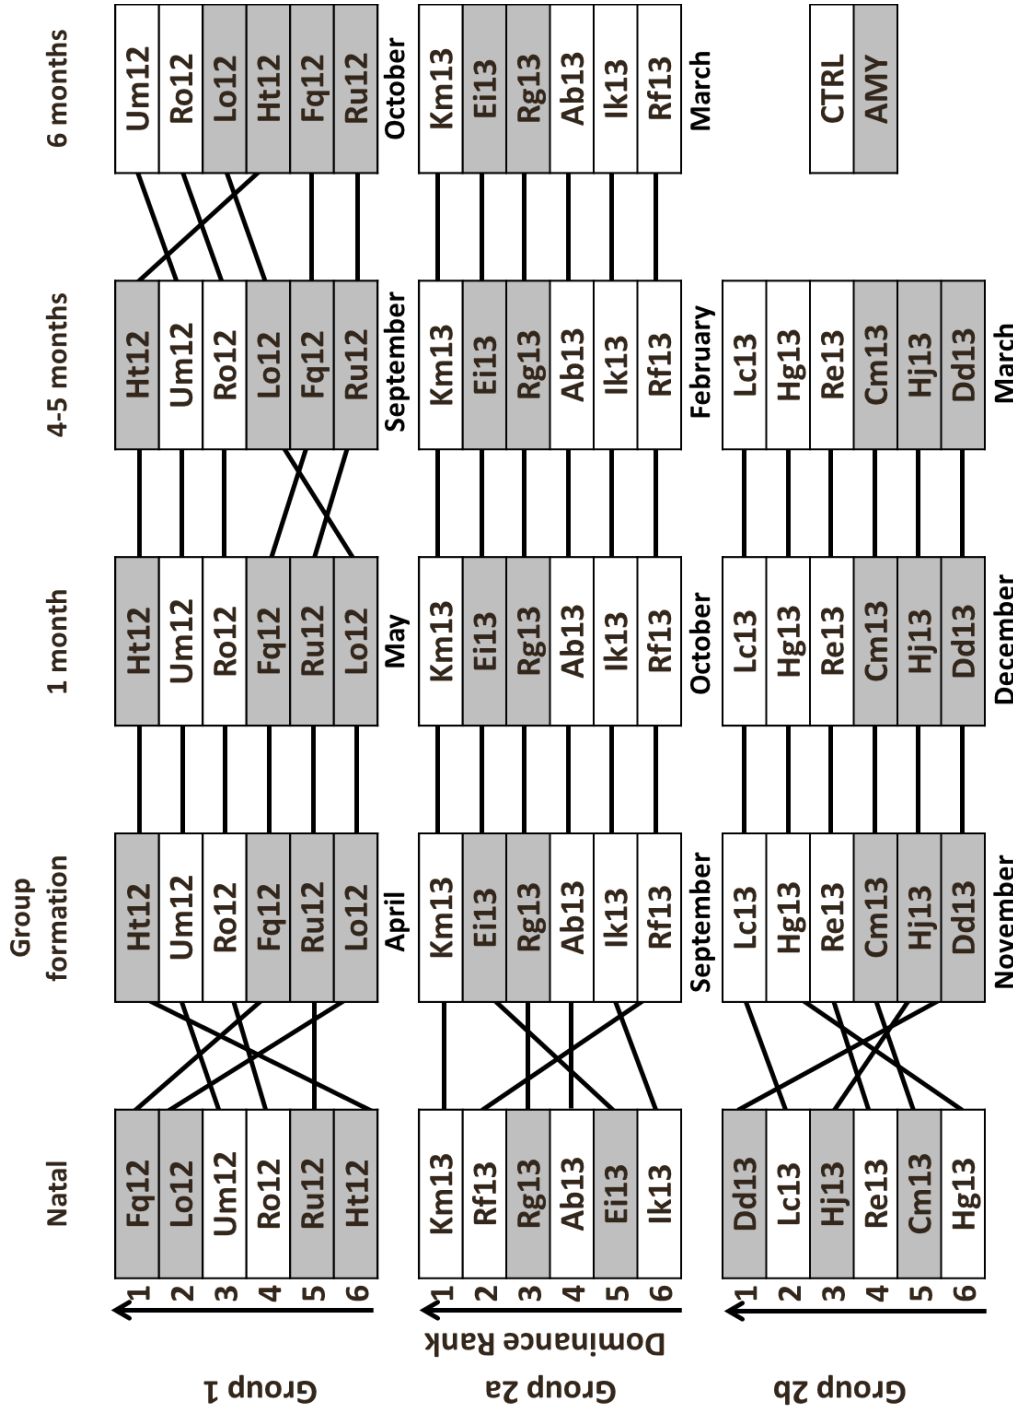 Natal
Group
formation
1 month
4-5 months
6 months
Group 1
1 Fq12 Ht12 Ht12 Ht12 Um12
2 Lo12 Um12 Um12 Um12 Ro12
3 Um12 Ro12 Ro12 Ro12 Lo12
4 Ro12 Fq12 Fq12 Lo12 Ht12
5 Ru12 Ru12 Ru12 Fq12 Fq12
6 Ht12 Lo12 Lo12 Ru12 Ru12
April May September October
Group 2a
Dominance Rank
1 Km13 Km13 Km13 Km13 Km13
2 Rf13 Ei13 Ei13 Ei13 Ei13
3 Rg13 Rg13 Rg13 Rg13 Rg13
4 Ab13 Ab13 Ab13 Ab13 Ab13
5 Ei13 Ik13 Ik13 Ik13 Ik13
6 Ik13 Rf13 Rf13 Rf13 Rf13
September October February March
Group 2b
1 Dd13 Lc13 Lc13 Lc13
2 Lc13 Hg13 Hg13 Hg13
3 Hj13 Re13 Re13 Re13
4 Re13 Cm13 Cm13 Cm13
5 Cm13 Hj13 Hj13 Hj13
6 Hg13 Dd13 Dd13 Dd13
November December March
CTRL
AMY